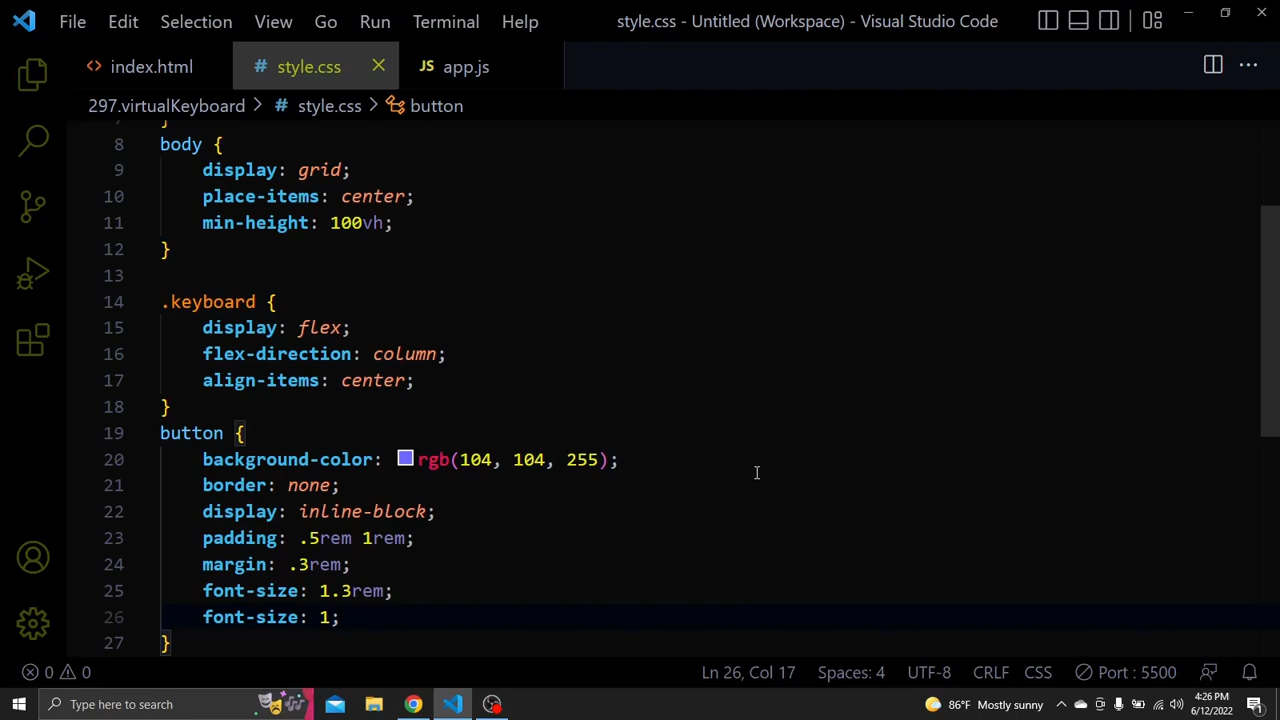 File Edit Selection View Go Run Terminal Help style.css - Untitled (Workspace) - Visual Studio Code
<> index.html # style.css × JS app.js ···
297.virtualKeyboard > # style.css > button
}
8 body {
9 display: grid;
10 place-items: center;
11 min-height: 100vh;
12 }
13
14 .keyboard {
15 display: flex;
16 flex-direction: column;
17 align-items: center;
18 }
19 button {
20 background-color: rgb(104, 104, 255);
21 border: none;
22 display: inline-block;
23 padding: .5rem 1rem;
24 margin: .3rem;
25 font-size: 1.3rem;
26 font-size: 1;
27 }
0 0 Ln 26, Col 17 Spaces: 4 UTF-8 CRLF CSS Port : 5500
Type here to search 86°F Mostly sunny 4:26 PM
6/12/2022 1